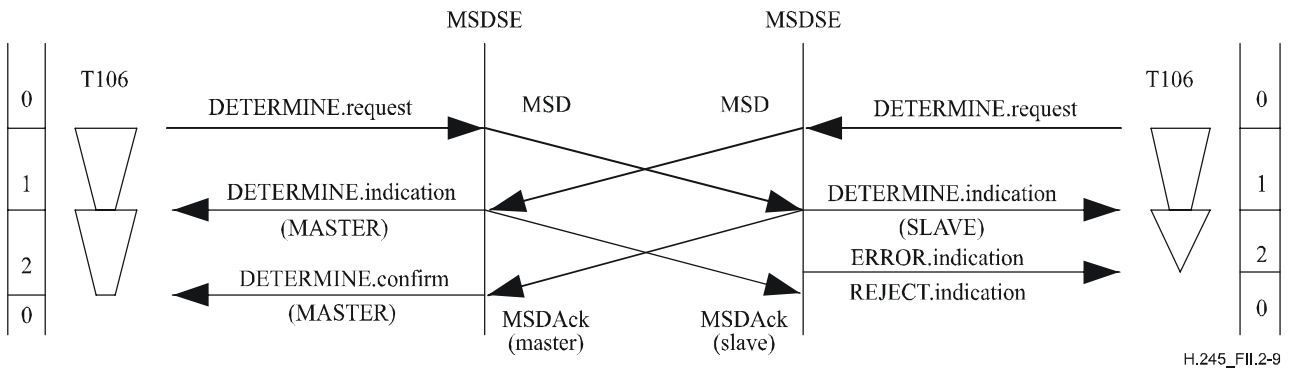 MSDSE MSDSE
T106 T106
0 0
DETERMINE.request MSD MSD DETERMINE.request
1 DETERMINE.indication DETERMINE.indication 1
(MASTER) (SLAVE)
2 DETERMINE.confirm ERROR.indication 2
(MASTER) REJECT.indication
0 0
MSDAck MSDAck
(master) (slave)
H.245_FII.2-9